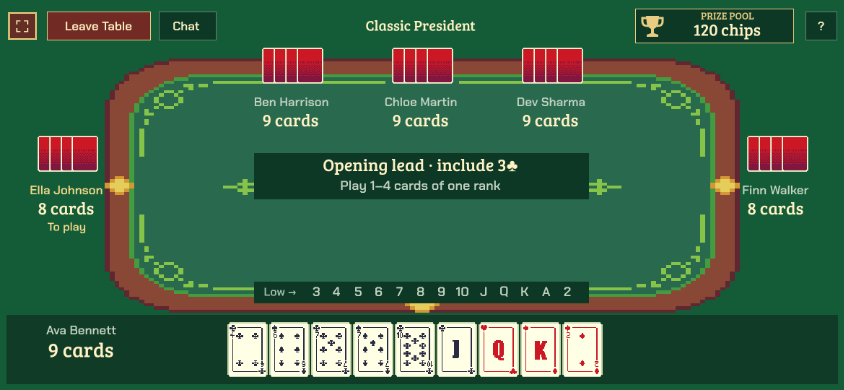 Leave Table
Chat
Classic President
PRIZE POOL
120 chips
?
Ben Harrison
9 cards
Chloe Martin
9 cards
Dev Sharma
9 cards
Ella Johnson
8 cards
To play
Opening lead · include 3♣
Play 1–4 cards of one rank
Finn Walker
8 cards
Low → 3 4 5 6 7 8 9 10 J Q K A 2
Ava Bennett
9 cards
J
Q
K